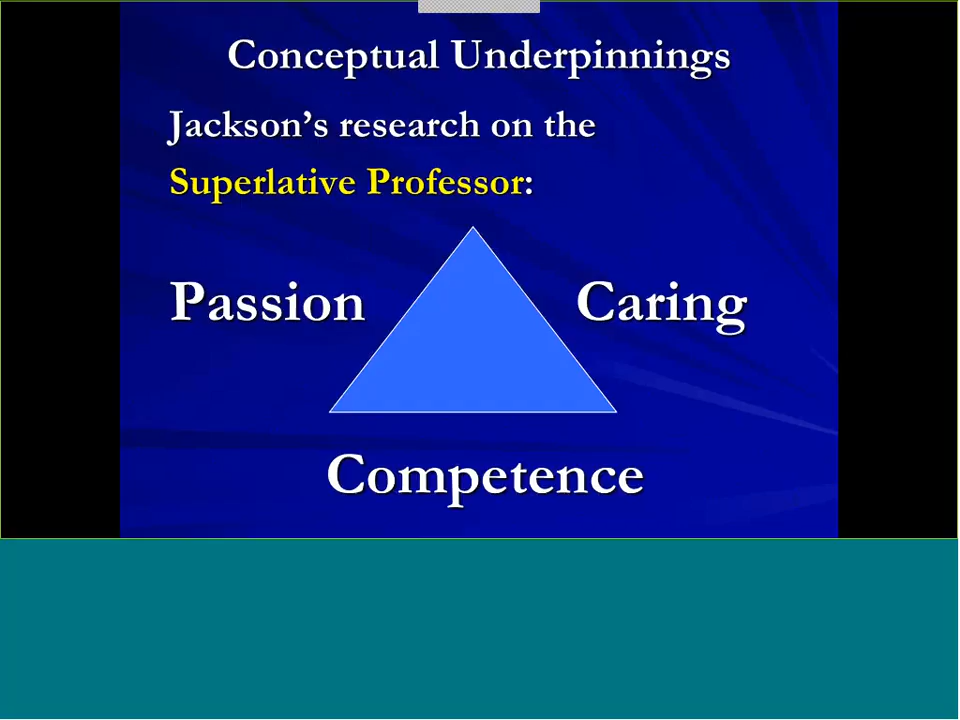 Conceptual Underpinnings
Jackson’s research on the
Superlative Professor:
Passion
Caring
Competence